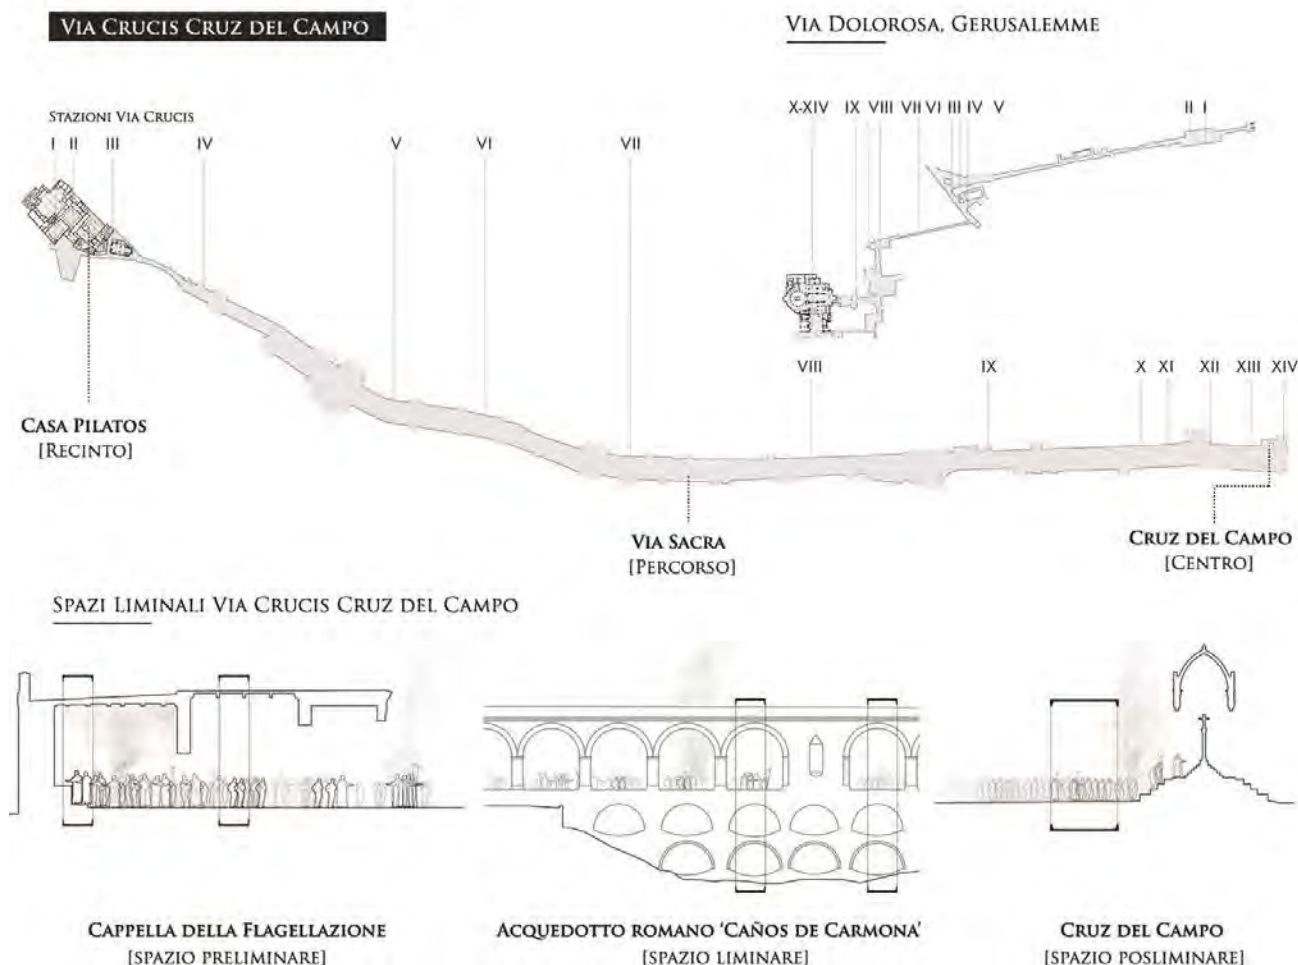 VIA CRUCIS CRUZ DEL CAMPO
VIA DOLOROSA, GERUSALEMME
STAZIONI VIA CRUCIS
I II III IV V VI VII
X-XIV IX VIII VII VI III IV V II I
VIII IX X XI XII XIII XIV
CASA PILATOS
[RECINTO]
VIA SACRA
[PERCORSO]
CRUZ DEL CAMPO
[CENTRO]
SPAZI LIMINALI VIA CRUCIS CRUZ DEL CAMPO
CAPPELLA DELLA FLAGELLAZIONE
[SPAZIO PRELIMINARE]
ACQUEDOTTO ROMANO 'CAÑOS DE CARMONA'
[SPAZIO LIMINARE]
CRUZ DEL CAMPO
[SPAZIO POSLIMINARE]